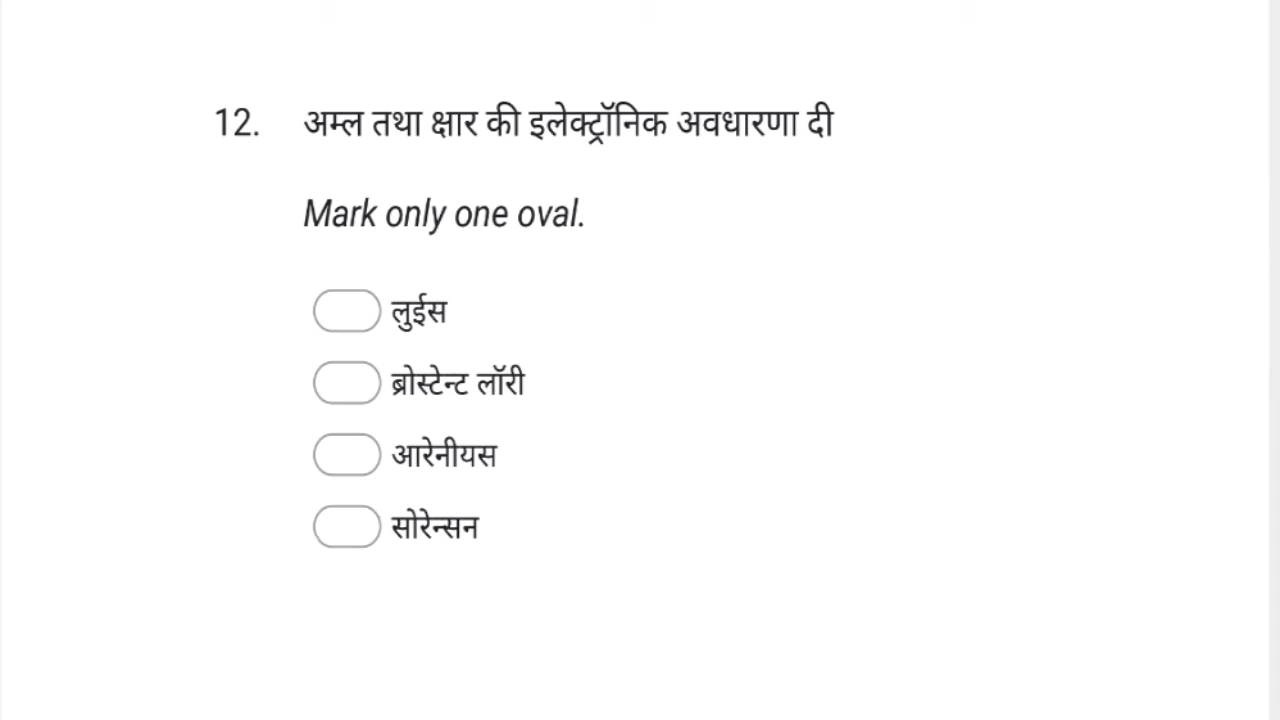 12. अम्ल तथा क्षार की इलेक्ट्रॉनिक अवधारणा दी
Mark only one oval.
लुईस
ब्रोस्टेन्ट लॉरी
आरेनीयस
सोरेन्सन